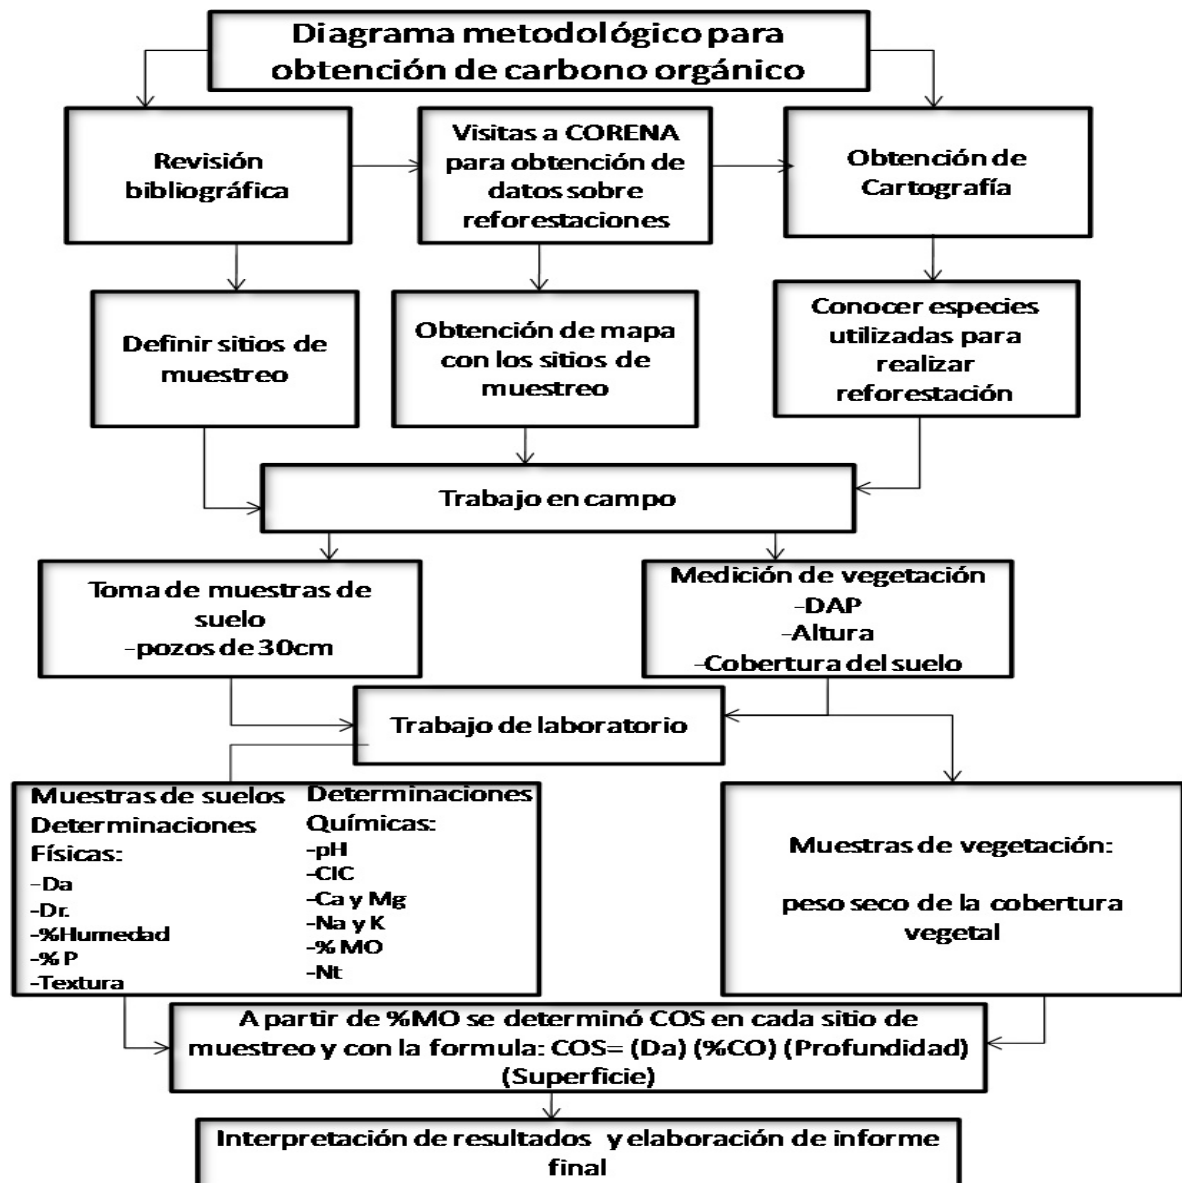 Diagrama metodológico para
obtención de carbono orgánico
Revisión
bibliográfica
Visitas a CORENA
para obtención de
datos sobre
reforestaciones
Obtención de
Cartografía
Definir sitios de
muestreo
Obtención de mapa
con los sitios de
muestreo
Conocer especies
utilizadas para
realizar
reforestación
Trabajo en campo
Toma de muestras de
suelo
-pozos de 30cm
Medición de vegetación
-DAP
-Altura
-Cobertura del suelo
Trabajo de laboratorio
Muestras de suelos
Determinaciones
Físicas:
-Da
-Dr.
-%Humedad
-% P
-Textura
Determinaciones
Químicas:
-pH
-CIC
-Ca y Mg
-Na y K
-% MO
-Nt
Muestras de vegetación:
peso seco de la cobertura
vegetal
A partir de %MO se determinó COS en cada sitio de
muestreo y con la formula: COS= (Da) (%CO) (Profundidad)
(Superficie)
Interpretación de resultados y elaboración de informe
final